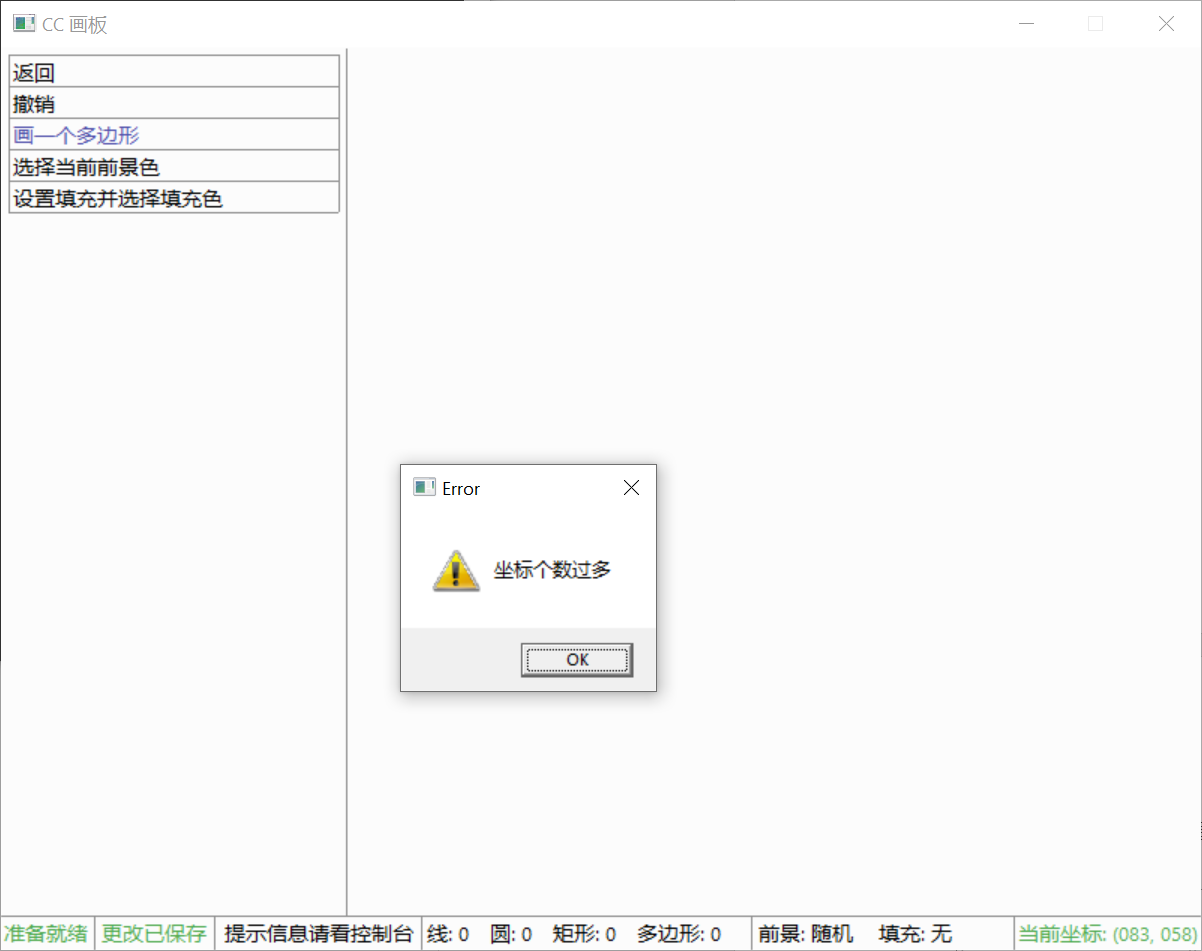 CC 画板
返回
撤销
画一个多边形
选择当前前景色
设置填充并选择填充色
Error
坐标个数过多
OK
准备就绪 更改已保存 提示信息请看控制台 线: 0 圆: 0 矩形: 0 多边形: 0 前景: 随机 填充: 无 当前坐标: (083, 058)